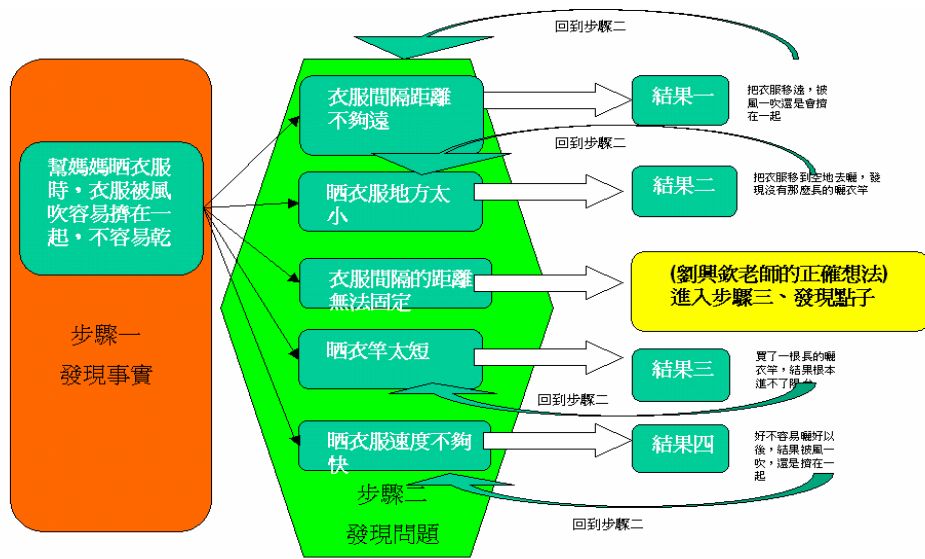 回到步驟二
衣服間隔距離
不夠遠
結果一
把衣服移遠，被
風一吹還是會擠
在一起
回到步驟二
幫媽媽晒衣服
時，衣服被風
吹容易擠在一
起，不容易乾
晒衣服地方太
小
結果二
把衣服移到空地去曬，發
現沒有那麼長的曬衣竿
衣服間隔的距離
無法固定
(劉興欽老師的正確想法)
進入步驟三、發現點子
步驟一
發現事實
晒衣竿太短
結果三
買了一根長的曬
衣竿，結果根本
進不了陽台
回到步驟二
晒衣服速度不夠
快
結果四
好不容易曬好以
後，結果被風一
吹，還是擠在一
起
步驟二
發現問題
回到步驟二